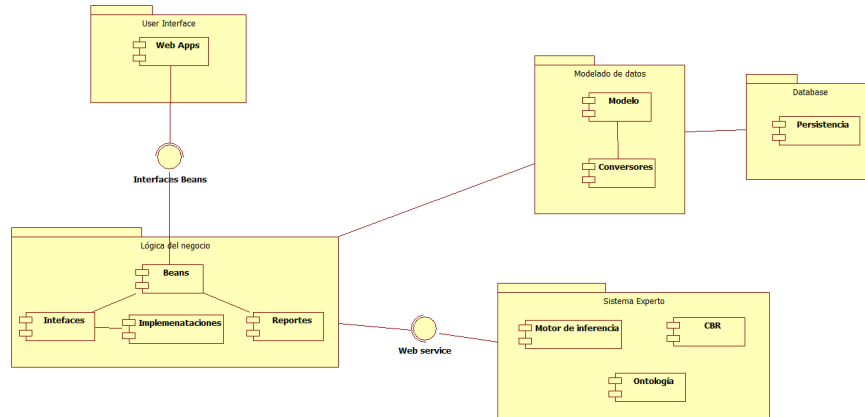 User Interface
Web Apps
Interfaces Beans
Modelado de datos
Modelo
Conversores
Database
Persistencia
Lógica del negocio
Beans
Intefaces
Implemenataciones
Reportes
Web service
Sistema Experto
Motor de inferencia
CBR
Ontología